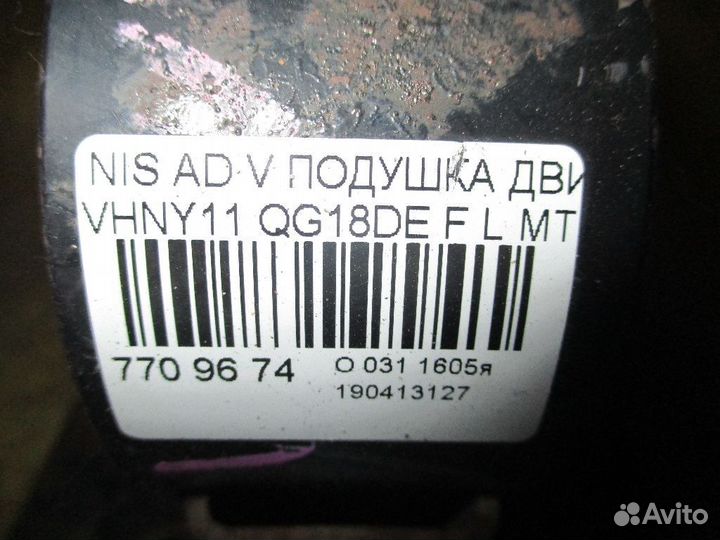 NIS AD V ПОДУШКА ДВИ
VHNY11 QG18DE F L MT
770 96 74 O 031 1605я
190413127
Avito